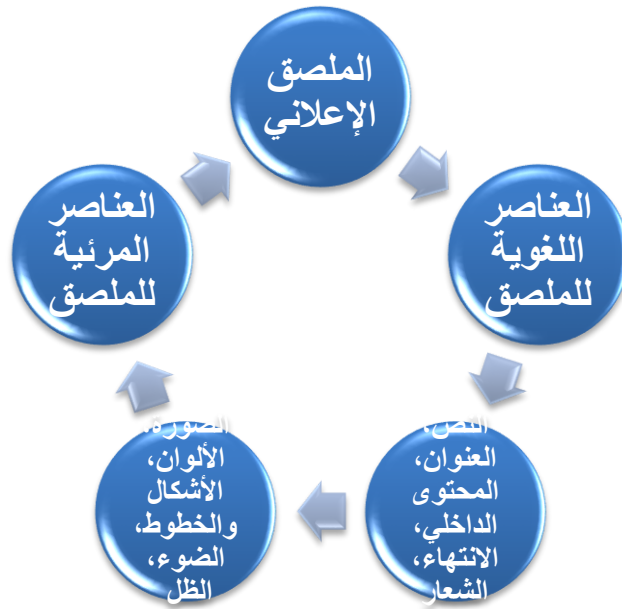 الملصق
الإعلاني
العناصر
اللغوية
للملصق
النص،
العنوان،
المحتوى
الداخلي،
الانتهاء،
الشعار
الصورة،
الألوان،
الأشكال
والخطوط،
الضوء،
الظل
العناصر
المرئية
للملصق